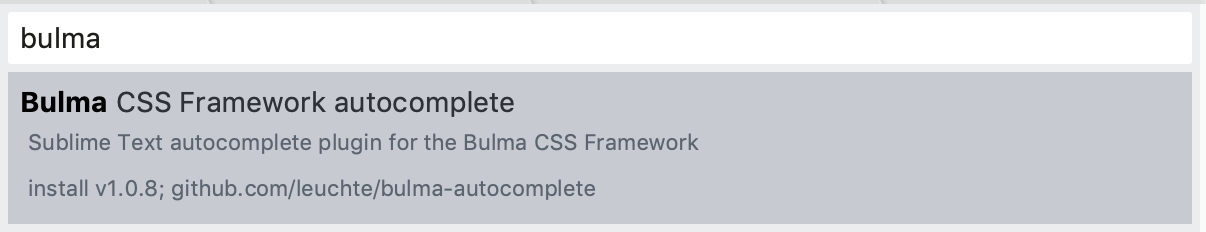 bulma
Bulma CSS Framework autocomplete
Sublime Text autocomplete plugin for the Bulma CSS Framework
install v1.0.8; github.com/leuchte/bulma-autocomplete